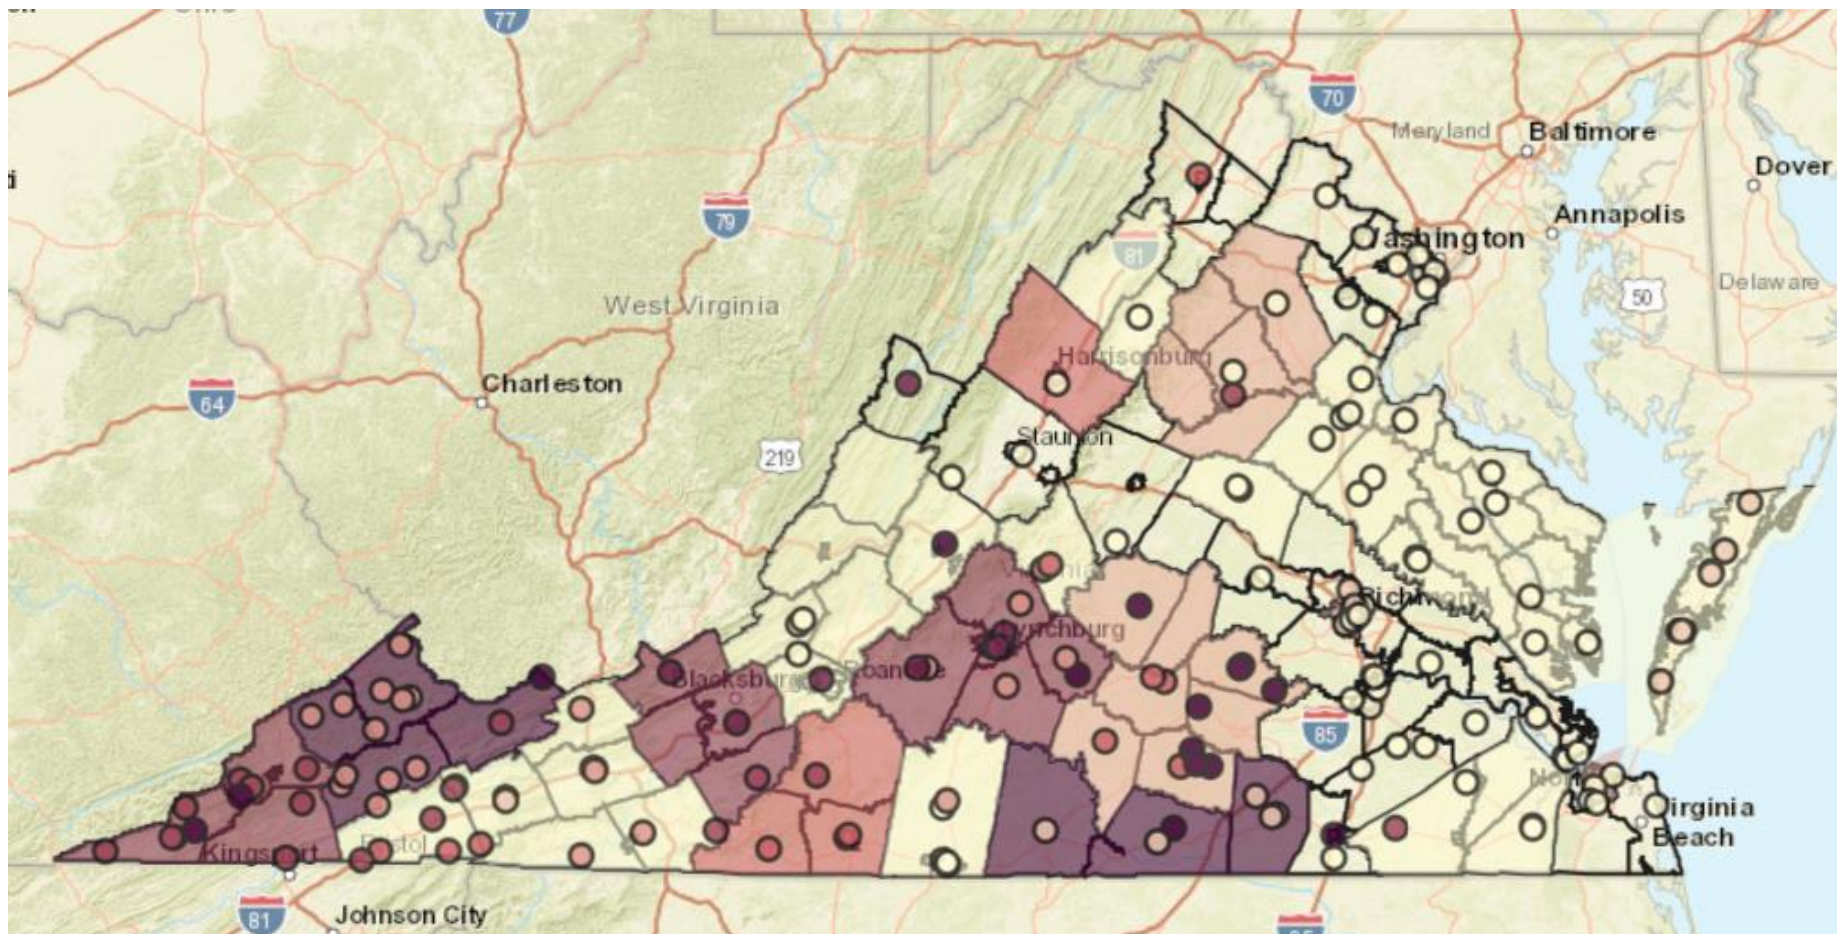 77
70
Maryland
Baltimore
Dover
79
Annapolis
81
50
Delaware
West Virginia
Harrisonburg
Charleston
64
219
Staunton
Richmond
Lynchburg
Blacksburg
Roanoke
85
Virginia
Beach
Kingsport
Bristol
81
Johnson City